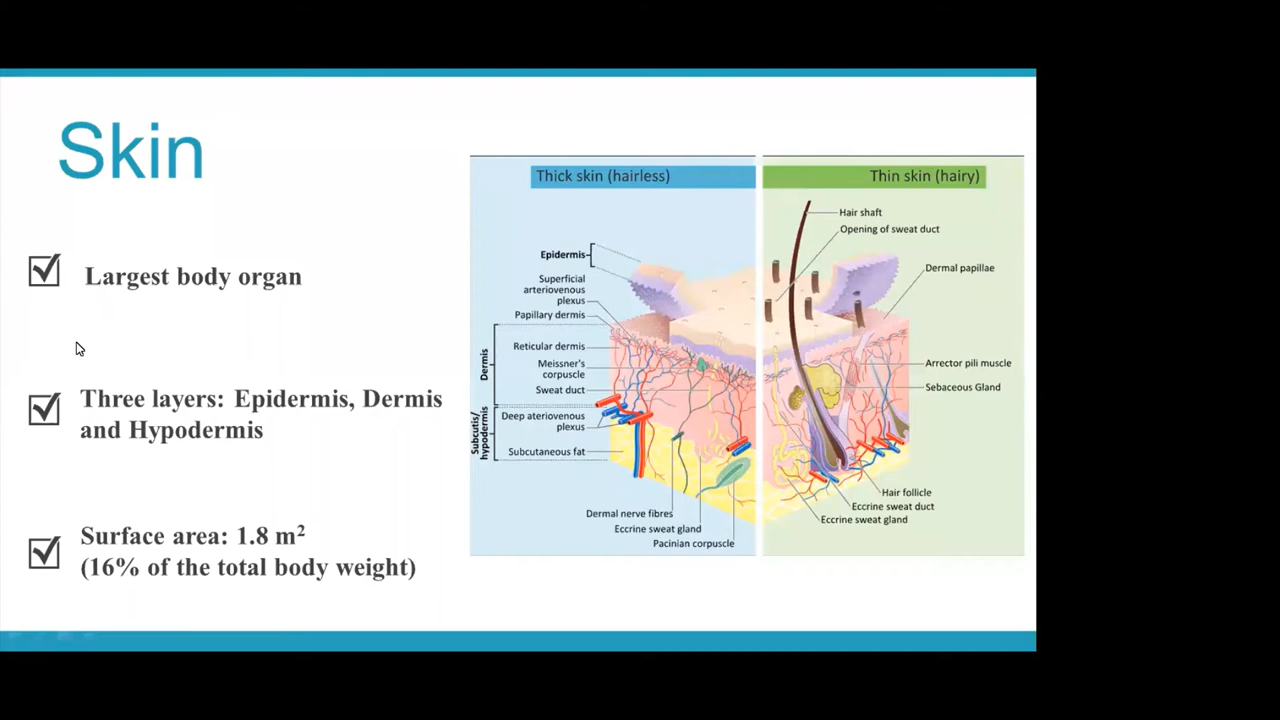 Skin
Largest body organ
Three layers: Epidermis, Dermis
and Hypodermis
Surface area: 1.8 m²
(16% of the total body weight)
Thick skin (hairless)
Epidermis
Superficial
arteriovenous
plexus
Papillary dermis
Dermis
Reticular dermis
Meissner's
corpuscle
Sweat duct
Subcutis/
hypodermis
Deep ateriovenous
plexus
Subcutaneous fat
Dermal nerve fibres
Eccrine sweat gland
Pacinian corpuscle
Thin skin (hairy)
Hair shaft
Opening of sweat duct
Dermal papillae
Arrector pili muscle
Sebaceous Gland
Hair follicle
Eccrine sweat duct
Eccrine sweat gland